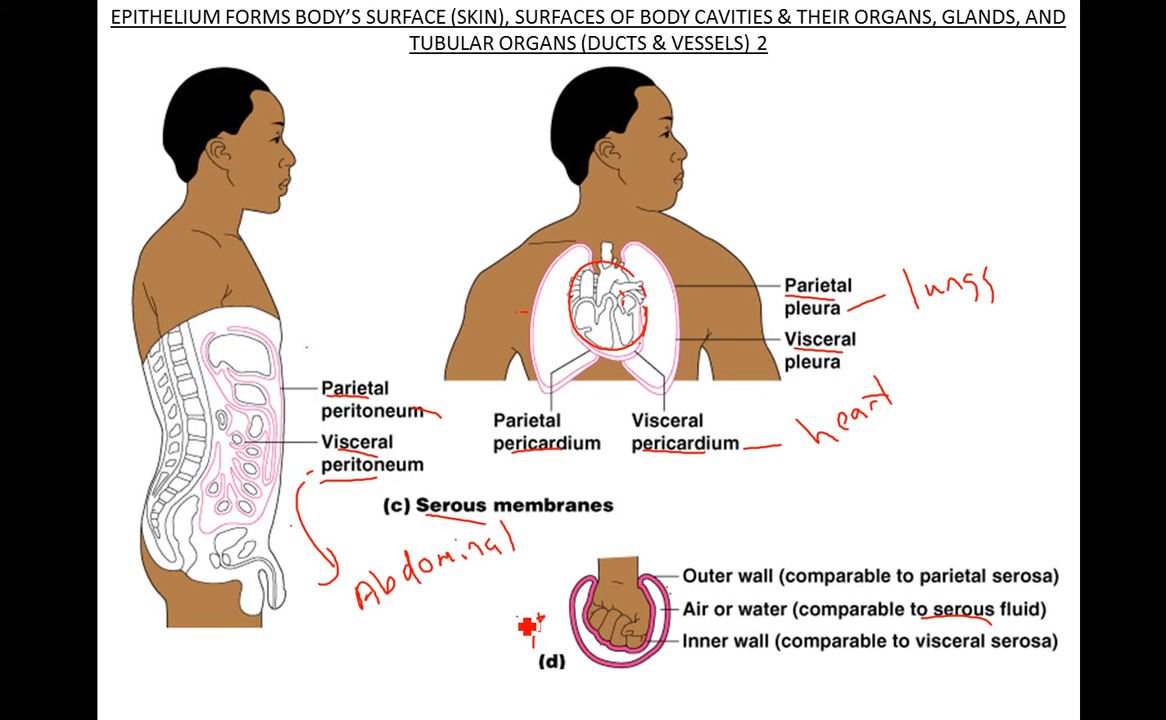 EPITHELIUM FORMS BODY’S SURFACE (SKIN), SURFACES OF BODY CAVITIES & THEIR ORGANS, GLANDS, AND
TUBULAR ORGANS (DUCTS & VESSELS) 2
Parietal
pleura
lungs
Visceral
pleura
Parietal
peritoneum
Visceral
peritoneum
Parietal
pericardium
Visceral
pericardium
heart
(c) Serous membranes
Abdominal
Outer wall (comparable to parietal serosa)
Air or water (comparable to serous fluid)
Inner wall (comparable to visceral serosa)
(d)